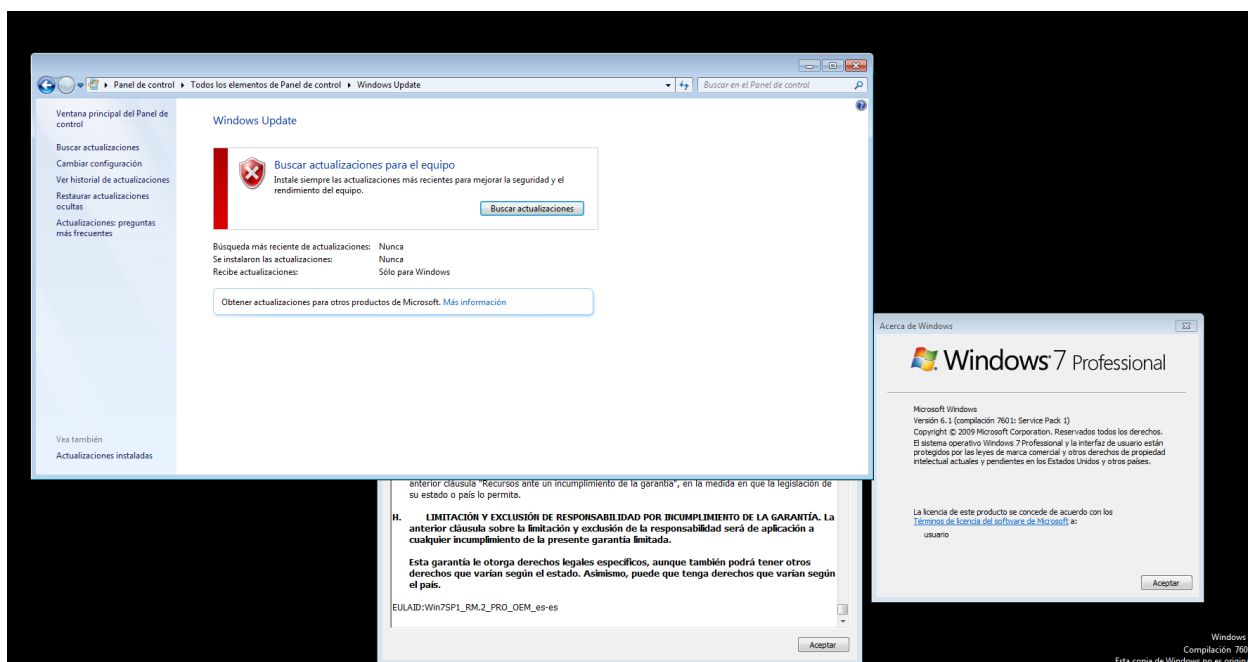 Panel de control
Todos los elementos de Panel de control
Windows Update
Buscar en el Panel de control
Ventana principal del Panel de
control
Buscar actualizaciones
Cambiar configuración
Ver historial de actualizaciones
Restaurar actualizaciones
ocultas
Actualizaciones: preguntas
más frecuentes
Vea también
Actualizaciones instaladas
Windows Update
Buscar actualizaciones para el equipo
Instale siempre las actualizaciones más recientes para mejorar la seguridad y el
rendimiento del equipo.
Buscar actualizaciones
Búsqueda más reciente de actualizaciones: Nunca
Se instalaron las actualizaciones: Nunca
Recibe actualizaciones: Sólo para Windows
Obtener actualizaciones para otros productos de Microsoft. Más información
anterior cláusula "Recursos ante un incumplimiento de la garantía", en la medida en que la legislación de
su estado o país lo permita.
H. LIMITACIÓN Y EXCLUSIÓN DE RESPONSABILIDAD POR INCUMPLIMIENTO DE LA GARANTÍA. La
anterior cláusula sobre la limitación y exclusión de la responsabilidad será de aplicación a
cualquier incumplimiento de la presente garantía limitada.
Esta garantía le otorga derechos legales específicos, aunque también podrá tener otros
derechos que varían según el estado. Asimismo, puede que tenga derechos que varían según
el país.
EULAID:Win7SP1_RM.2_PRO_OEM_es-es
Aceptar
Acerca de Windows
Windows 7 Professional
Microsoft Windows
Versión 6.1 (compilación 7601: Service Pack 1)
Copyright © 2009 Microsoft Corporation. Reservados todos los derechos.
El sistema operativo Windows 7 Professional y la interfaz de usuario están
protegidos por las leyes de marca comercial y otros derechos de propiedad
intelectual actuales y pendientes en los Estados Unidos y otros países.
La licencia de este producto se concede de acuerdo con los
Términos de licencia del software de Microsoft a:
usuario
Aceptar
Windows
Compilación 760
Esta copia de Windows no es origin